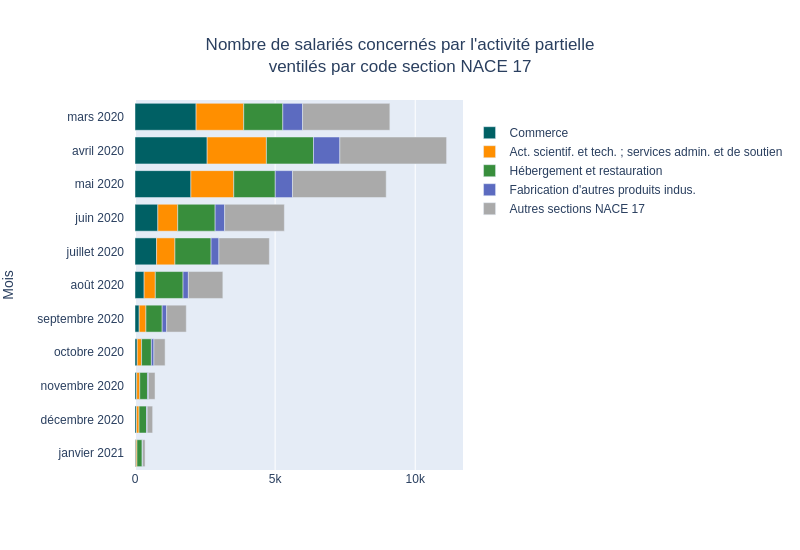 Nombre de salariés concernés par l'activité partielle
ventilés par code section NACE 17
Mois
mars 2020
avril 2020
mai 2020
juin 2020
juillet 2020
août 2020
septembre 2020
octobre 2020
novembre 2020
décembre 2020
janvier 2021
0
5k
10k
Commerce
Act. scientif. et tech. ; services admin. et de soutien
Hébergement et restauration
Fabrication d'autres produits indus.
Autres sections NACE 17